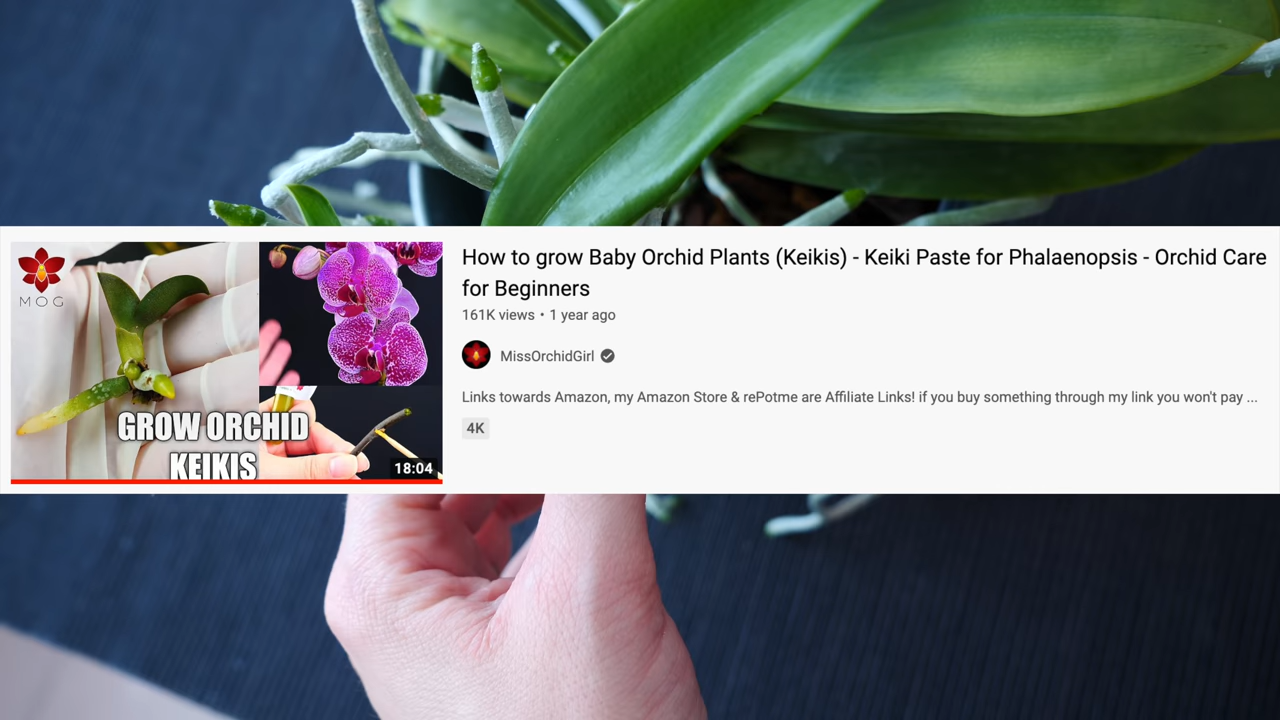 MOG
GROW ORCHID
KEIKIS
18:04
How to grow Baby Orchid Plants (Keikis) - Keiki Paste for Phalaenopsis - Orchid Care
for Beginners
161K views • 1 year ago
MissOrchidGirl
Links towards Amazon, my Amazon Store & rePotme are Affiliate Links! if you buy something through my link you won't pay ...
4K